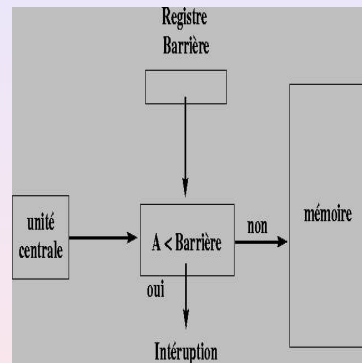 Registre
Barrière
unité
centrale
A < Barrière
non
mémoire
oui
Intéruption